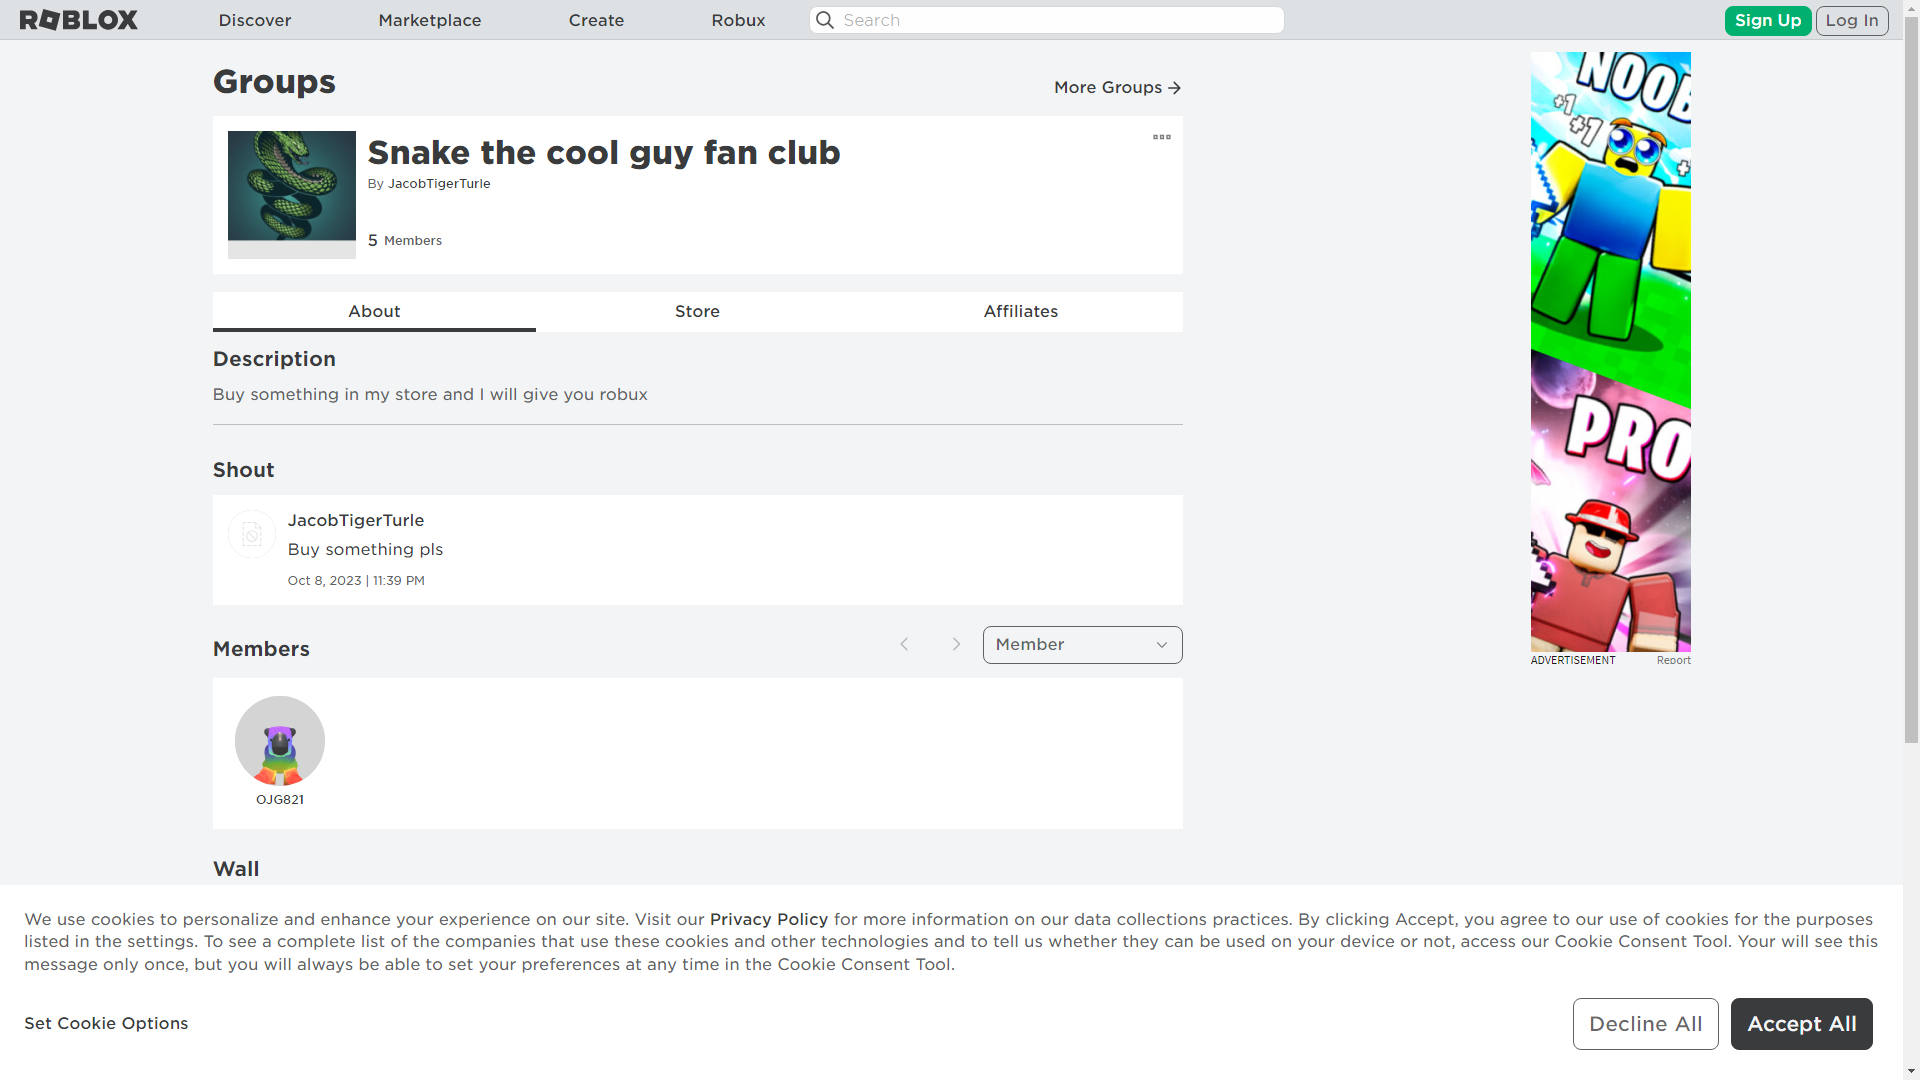 ROBLOX
Discover
Marketplace
Create
Robux
Search
Sign Up
Log In
Groups
More Groups
Snake the cool guy fan club
By JacobTigerTurle
5 Members
About
Store
Affiliates
Description
Buy something in my store and I will give you robux
Shout
JacobTigerTurle
Buy something pls
Oct 8, 2023 | 11:39 PM
Members
Member
OJG821
Wall
NOOB
+1
+1
+
PRO
ADVERTISEMENT
Report
We use cookies to personalize and enhance your experience on our site. Visit our Privacy Policy for more information on our data collections practices. By clicking Accept, you agree to our use of cookies for the purposes
listed in the settings. To see a complete list of the companies that use these cookies and other technologies and to tell us whether they can be used on your device or not, access our Cookie Consent Tool. Your will see this
message only once, but you will always be able to set your preferences at any time in the Cookie Consent Tool.
Set Cookie Options
Decline All
Accept All